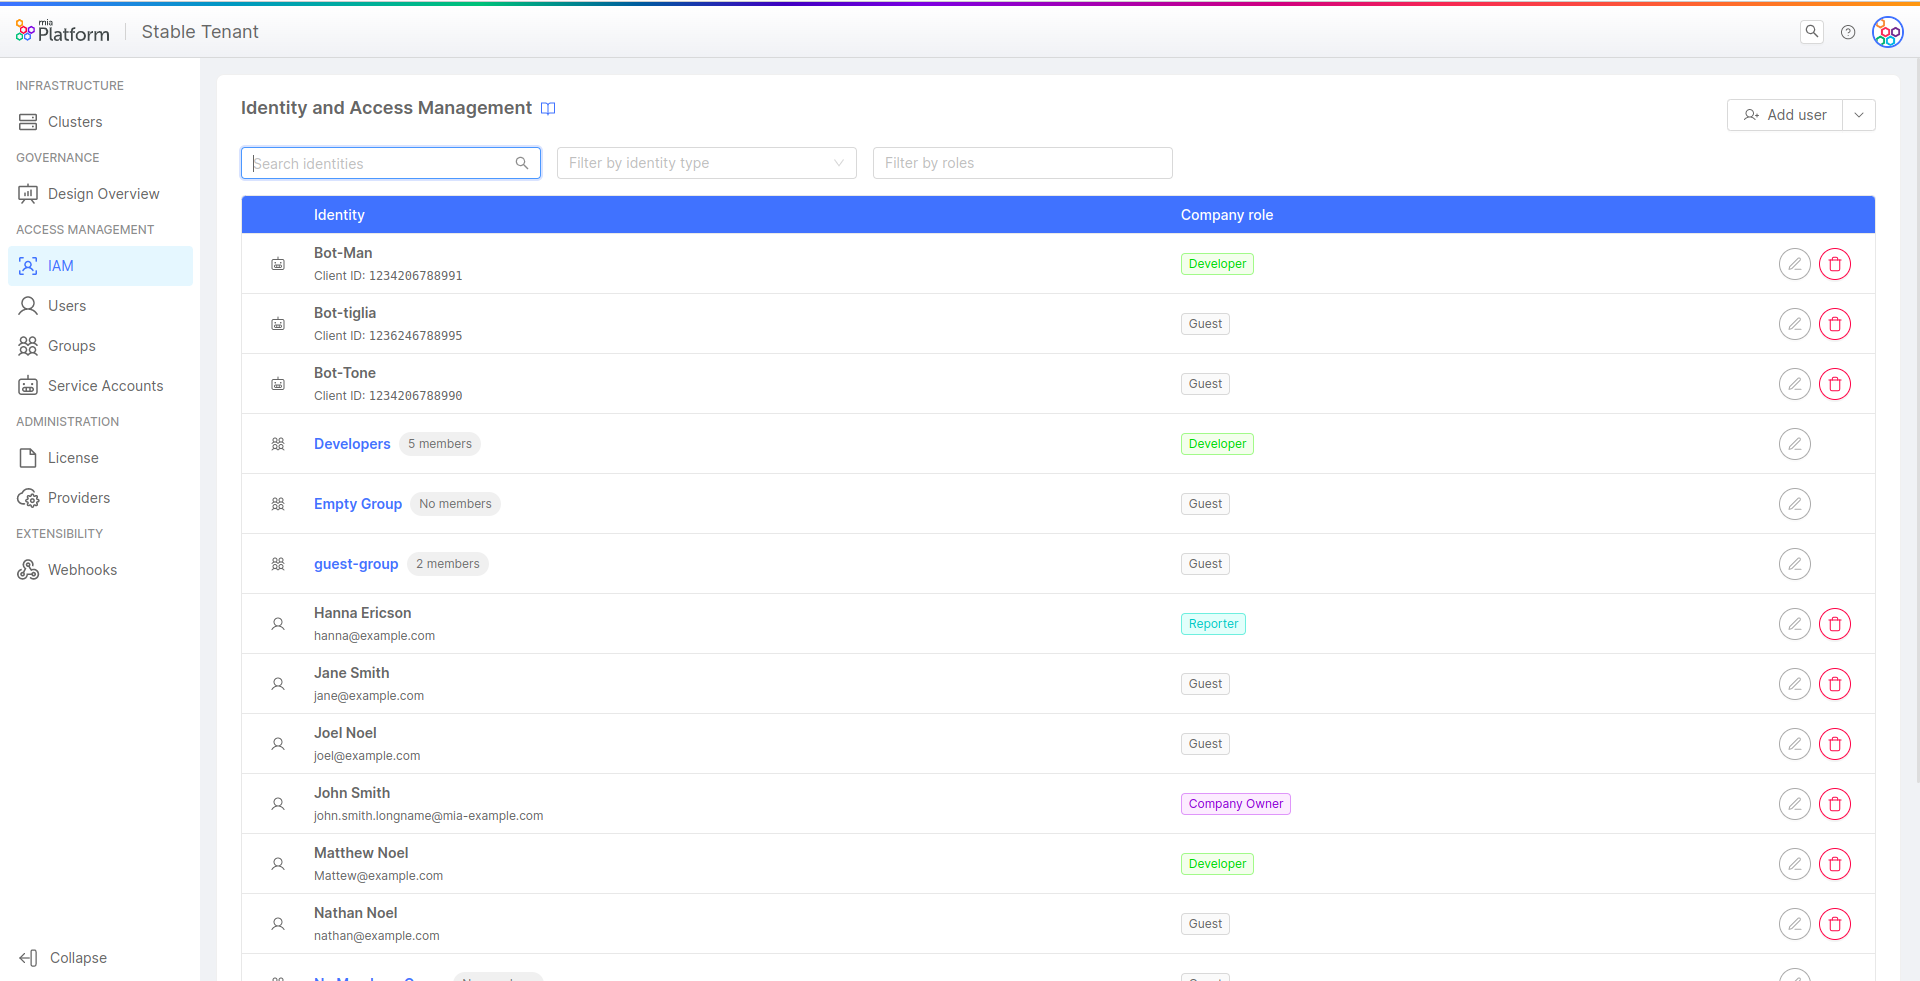 mia
Platform
Stable Tenant
INFRASTRUCTURE
Clusters
GOVERNANCE
Design Overview
ACCESS MANAGEMENT
IAM
Users
Groups
Service Accounts
ADMINISTRATION
License
Providers
EXTENSIBILITY
Webhooks
Collapse
Identity and Access Management
Add user
Search identities
Filter by identity type
Filter by roles
Identity Company role
Bot-Man
Client ID: 1234206788991
Developer
Bot-tiglia
Client ID: 1236246788995
Guest
Bot-Tone
Client ID: 1234206788990
Guest
Developers 5 members
Developer
Empty Group No members
Guest
guest-group 2 members
Guest
Hanna Ericson
hanna@example.com
Reporter
Jane Smith
jane@example.com
Guest
Joel Noel
joel@example.com
Guest
John Smith
john.smith.longname@mia-example.com
Company Owner
Matthew Noel
Mattew@example.com
Developer
Nathan Noel
nathan@example.com
Guest